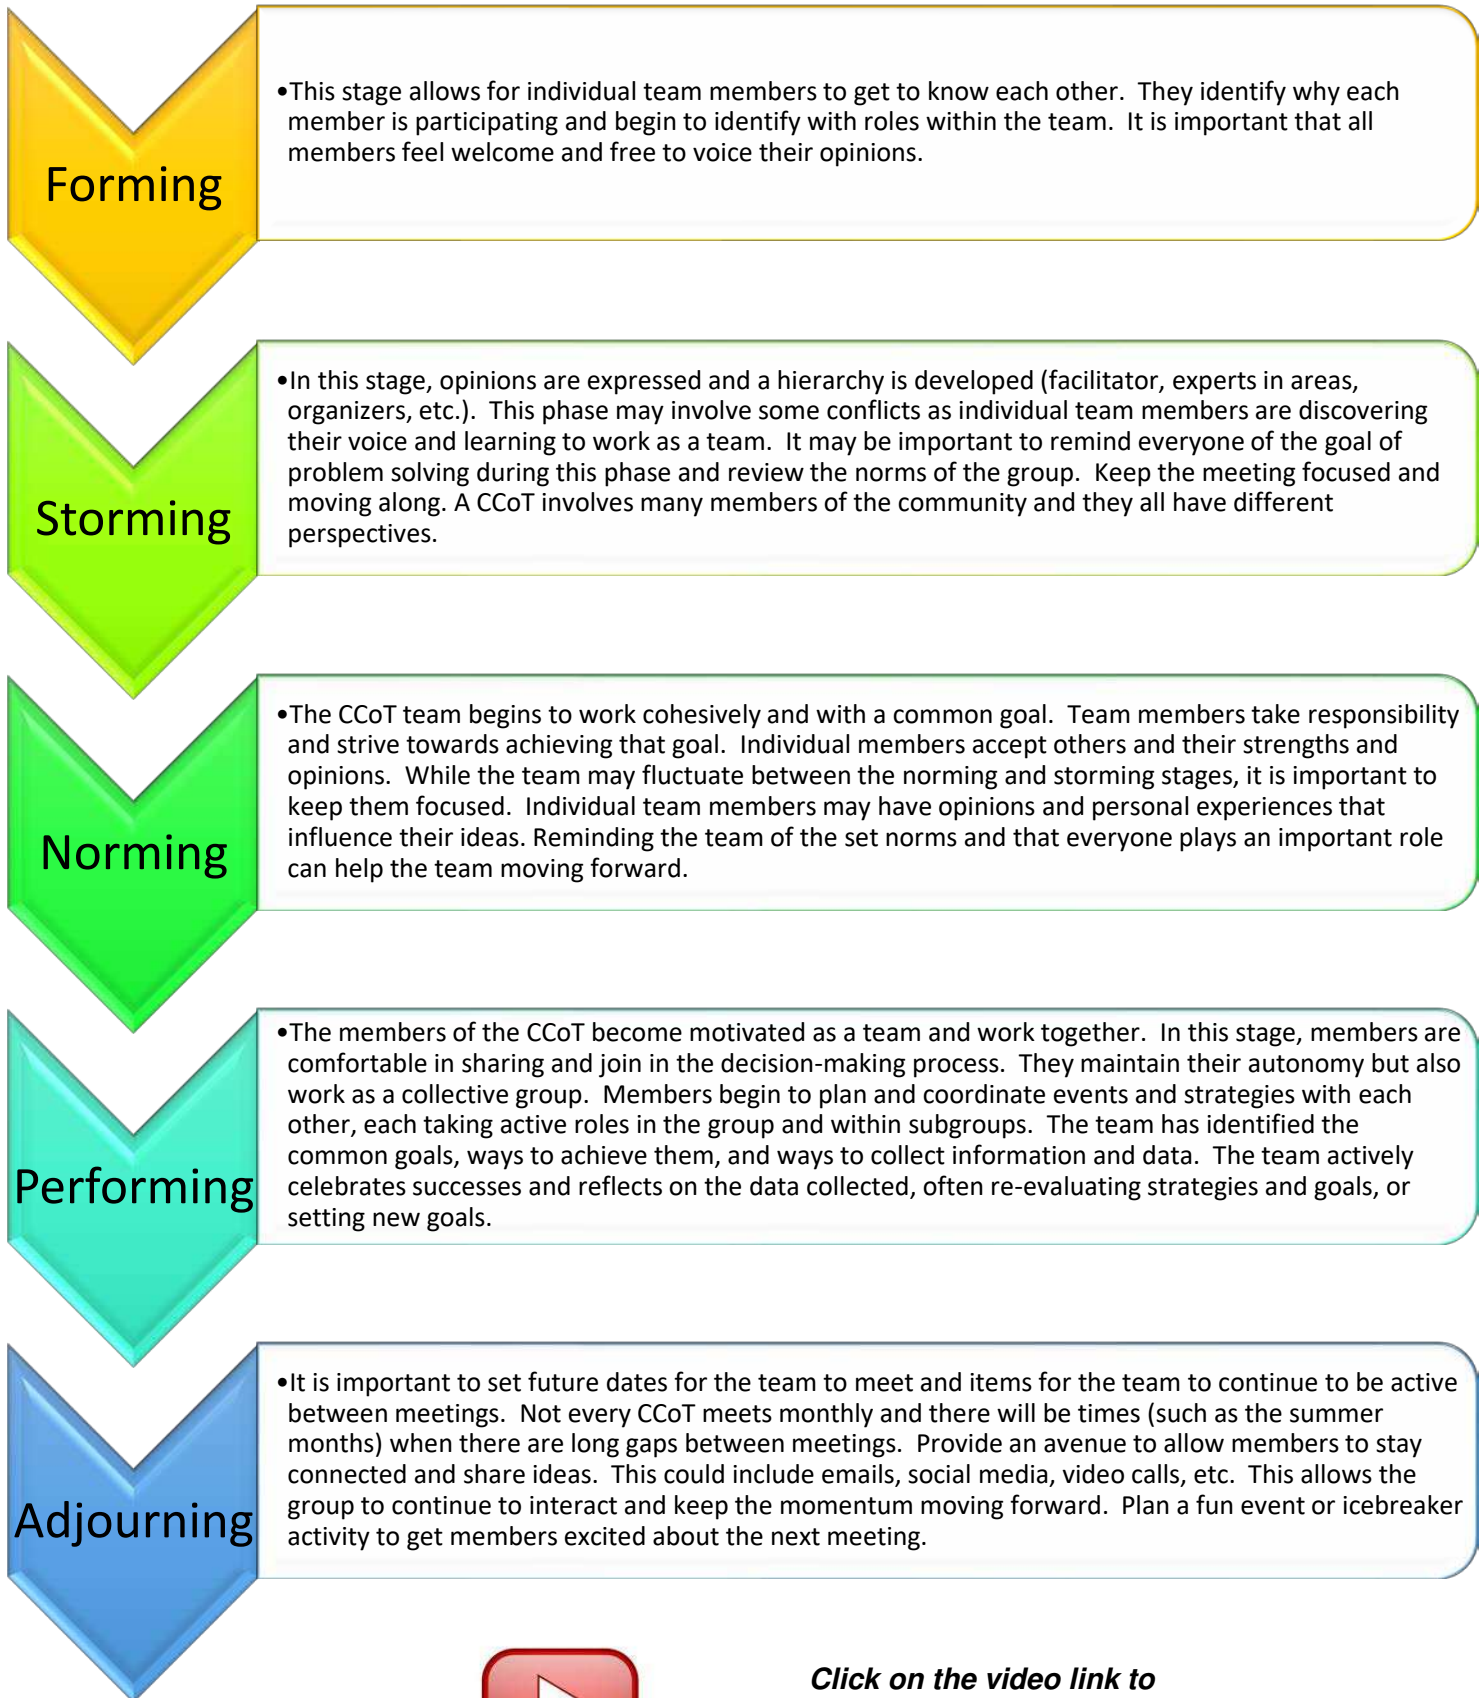 Forming
•This stage allows for individual team members to get to know each other. They identify why each
member is participating and begin to identify with roles within the team. It is important that all
members feel welcome and free to voice their opinions.
Storming
•In this stage, opinions are expressed and a hierarchy is developed (facilitator, experts in areas,
organizers, etc.). This phase may involve some conflicts as individual team members are discovering
their voice and learning to work as a team. It may be important to remind everyone of the goal of
problem solving during this phase and review the norms of the group. Keep the meeting focused and
moving along. A CCoT involves many members of the community and they all have different
perspectives.
Norming
•The CCoT team begins to work cohesively and with a common goal. Team members take responsibility
and strive towards achieving that goal. Individual members accept others and their strengths and
opinions. While the team may fluctuate between the norming and storming stages, it is important to
keep them focused. Individual team members may have opinions and personal experiences that
influence their ideas. Reminding the team of the set norms and that everyone plays an important role
can help the team moving forward.
Performing
•The members of the CCoT become motivated as a team and work together. In this stage, members are
comfortable in sharing and join in the decision-making process. They maintain their autonomy but also
work as a collective group. Members begin to plan and coordinate events and strategies with each
other, each taking active roles in the group and within subgroups. The team has identified the
common goals, ways to achieve them, and ways to collect information and data. The team actively
celebrates successes and reflects on the data collected, often re-evaluating strategies and goals, or
setting new goals.
Adjourning
•It is important to set future dates for the team to meet and items for the team to continue to be active
between meetings. Not every CCoT meets monthly and there will be times (such as the summer
months) when there are long gaps between meetings. Provide an avenue to allow members to stay
connected and share ideas. This could include emails, social media, video calls, etc. This allows the
group to continue to interact and keep the momentum moving forward. Plan a fun event or icebreaker
activity to get members excited about the next meeting.
Click on the video link to